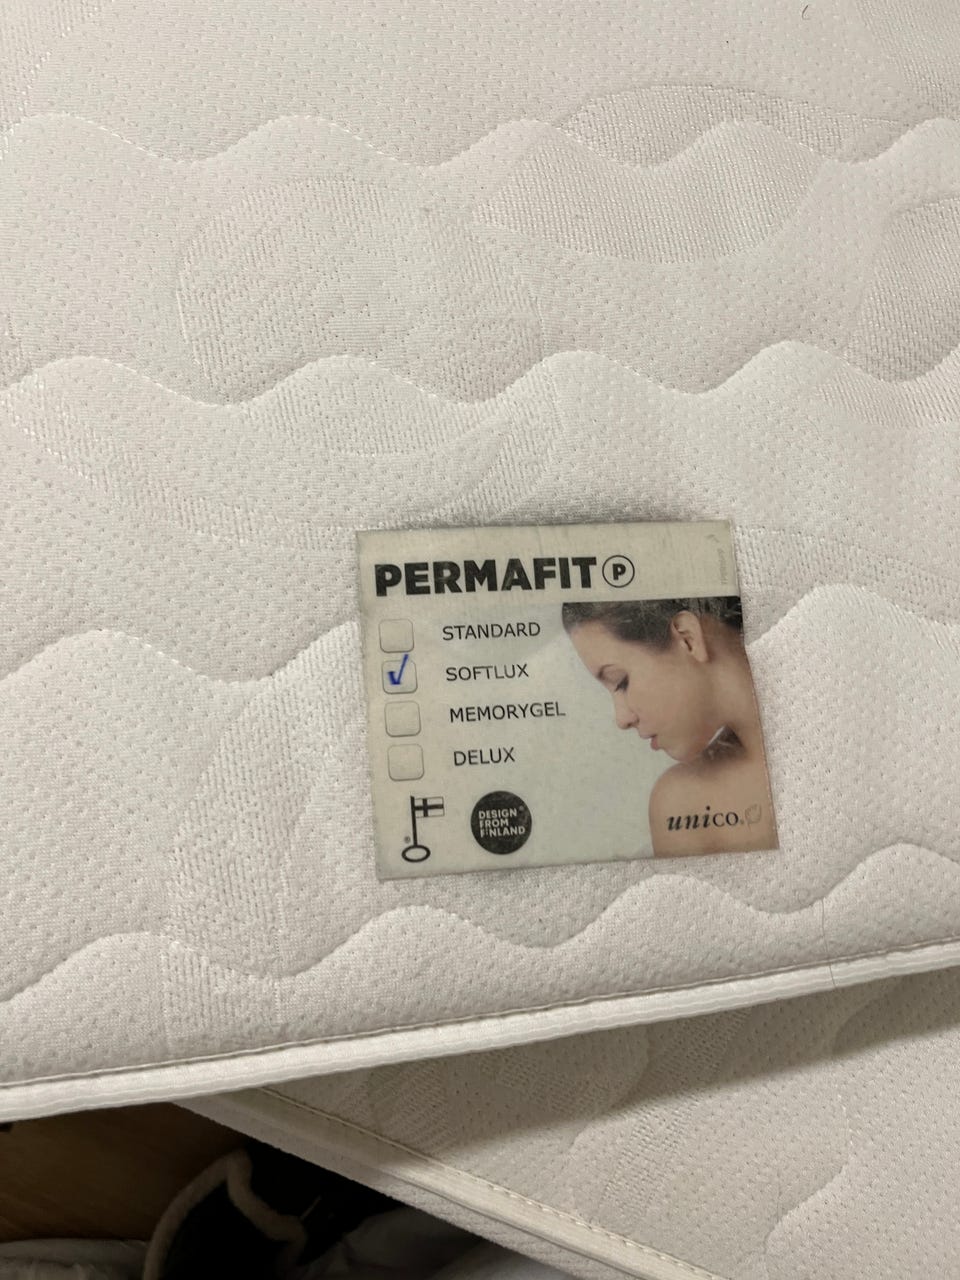 PERMAFIT P
STANDARD
SOFTLUX
MEMORYGEL
DELUX
DESIGN
FROM
FINLAND
unico.